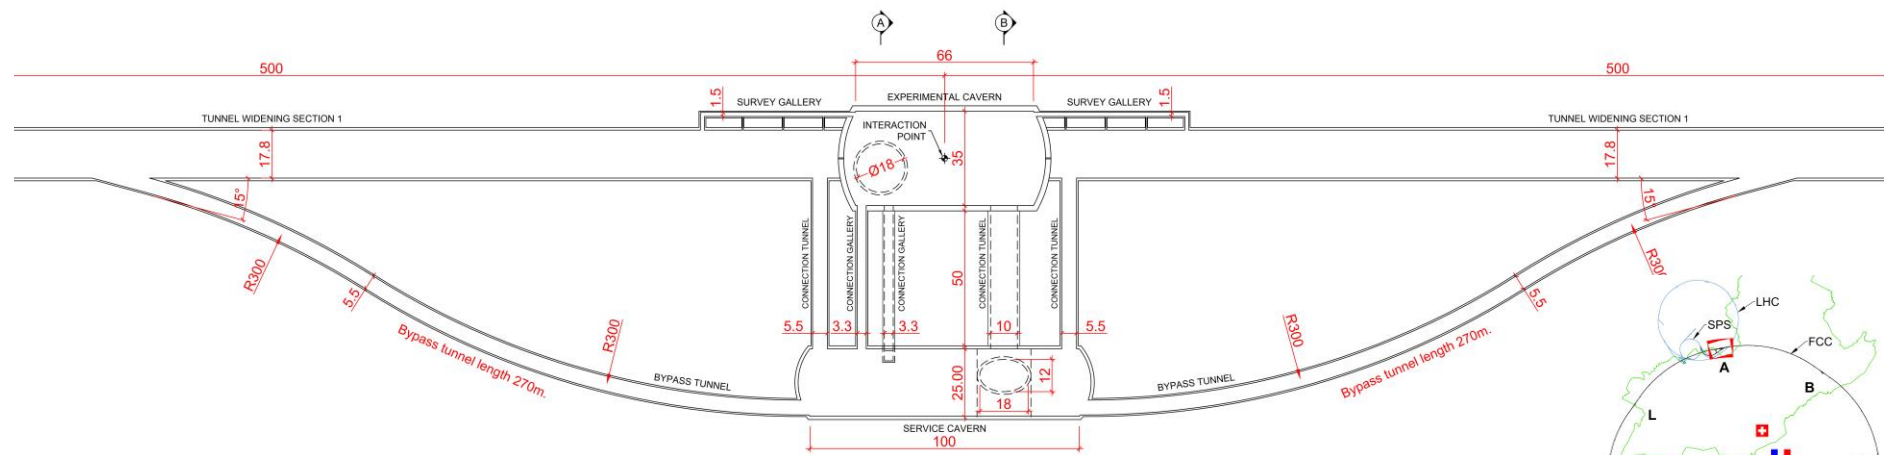 A
B
500
66
500
1.5
SURVEY GALLERY
EXPERIMENTAL CAVERN
SURVEY GALLERY
1.5
TUNNEL WIDENING SECTION 1
INTERACTION
POINT
TUNNEL WIDENING SECTION 1
17.8
Ø18
35
17.8
15°
15°
R300
CONNECTION TUNNEL
CONNECTION GALLERY
CONNECTION GALLERY
50
CONNECTION TUNNEL
CONNECTION TUNNEL
5.5
5.5
3.3
3.3
10
5.5
5.5
Bypass tunnel length 270m.
R300
BYPASS TUNNEL
25.00
12
18
BYPASS TUNNEL
R300
Bypass tunnel length 270m.
SERVICE CAVERN
100
LHC
SPS
FCC
A
B
L